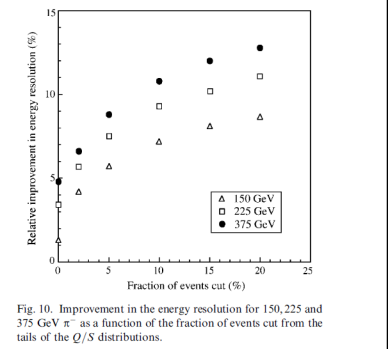 15
10
5
0
Relative improvement in energy resolution (%)
150 GeV
225 GeV
375 GeV
0 5 10 15 20 25
Fraction of events cut (%)
Fig. 10. Improvement in the energy resolution for 150, 225 and
375 GeV π⁻ as a function of the fraction of events cut from the
tails of the Q/S distributions.